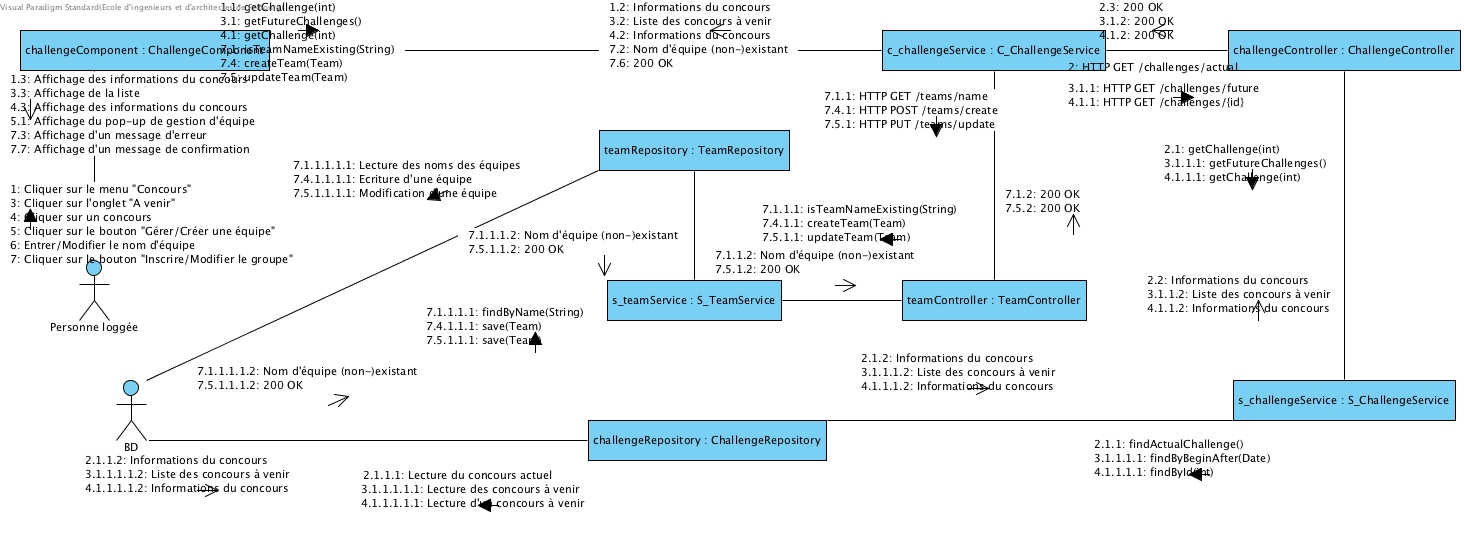 Visual Paradigm Standard(Ecole d'ingenieurs et d'architectes de
1.1: getChallenge(int)
3.1: getFutureChallenges()
4.1: getChallenge(int)
7.1: isTeamNameExisting(String)
7.4: createTeam(Team)
7.5: updateTeam(Team)
1.2: Informations du concours
3.2: Liste des concours à venir
4.2: Informations du concours
7.2: Nom d'équipe (non-)existant
7.6: 200 OK
2.3: 200 OK
3.1.2: 200 OK
4.1.2: 200 OK
challengeComponent : ChallengeComponent
c_challengeService : C_ChallengeService
challengeController : ChallengeController
1.3: Affichage des informations du concours
3.3: Affichage de la liste
4.3: Affichage des informations du concours
5.1: Affichage du pop-up de gestion d'équipe
7.3: Affichage d'un message d'erreur
7.7: Affichage d'un message de confirmation
2: HTTP GET /challenges/actual
3.1.1: HTTP GET /challenges/future
4.1.1: HTTP GET /challenges/{id}
7.1.1: HTTP GET /teams/name
7.4.1: HTTP POST /teams/create
7.5.1: HTTP PUT /teams/update
teamRepository : TeamRepository
2.1: getChallenge(int)
3.1.1.1: getFutureChallenges()
4.1.1.1: getChallenge(int)
7.1.1.1.1.1: Lecture des noms des équipes
7.4.1.1.1.1: Ecriture d'une équipe
7.5.1.1.1.1: Modification d'une équipe
1: Cliquer sur le menu "Concours"
3: Cliquer sur l'onglet "A venir"
4: Cliquer sur un concours
5: Cliquer sur le bouton "Gérer/Créer une équipe"
6: Entrer/Modifier le nom d'équipe
7: Cliquer sur le bouton "Inscrire/Modifier le groupe"
Personne loggée
7.1.2: 200 OK
7.5.2: 200 OK
7.1.1.1: isTeamNameExisting(String)
7.4.1.1: createTeam(Team)
7.5.1.1: updateTeam(Team)
7.1.1.1.2: Nom d'équipe (non-)existant
7.5.1.1.2: 200 OK
7.1.1.2: Nom d'équipe (non-)existant
7.5.1.2: 200 OK
s_teamService : S_TeamService
teamController : TeamController
2.2: Informations du concours
3.1.1.2: Liste des concours à venir
4.1.1.2: Informations du concours
7.1.1.1.1: findByName(String)
7.4.1.1.1: save(Team)
7.5.1.1.1: save(Team)
2.1.2: Informations du concours
3.1.1.1.2: Liste des concours à venir
4.1.1.1.2: Informations du concours
7.1.1.1.1.2: Nom d'équipe (non-)existant
7.5.1.1.1.2: 200 OK
s_challengeService : S_ChallengeService
BD
challengeRepository : ChallengeRepository
2.1.1.2: Informations du concours
3.1.1.1.1.2: Liste des concours à venir
4.1.1.1.1.2: Informations du concours
2.1.1.1: Lecture du concours actuel
3.1.1.1.1.1: Lecture des concours à venir
4.1.1.1.1.1: Lecture d'un concours à venir
2.1.1: findActualChallenge()
3.1.1.1.1: findByBeginAfter(Date)
4.1.1.1.1: findById(int)